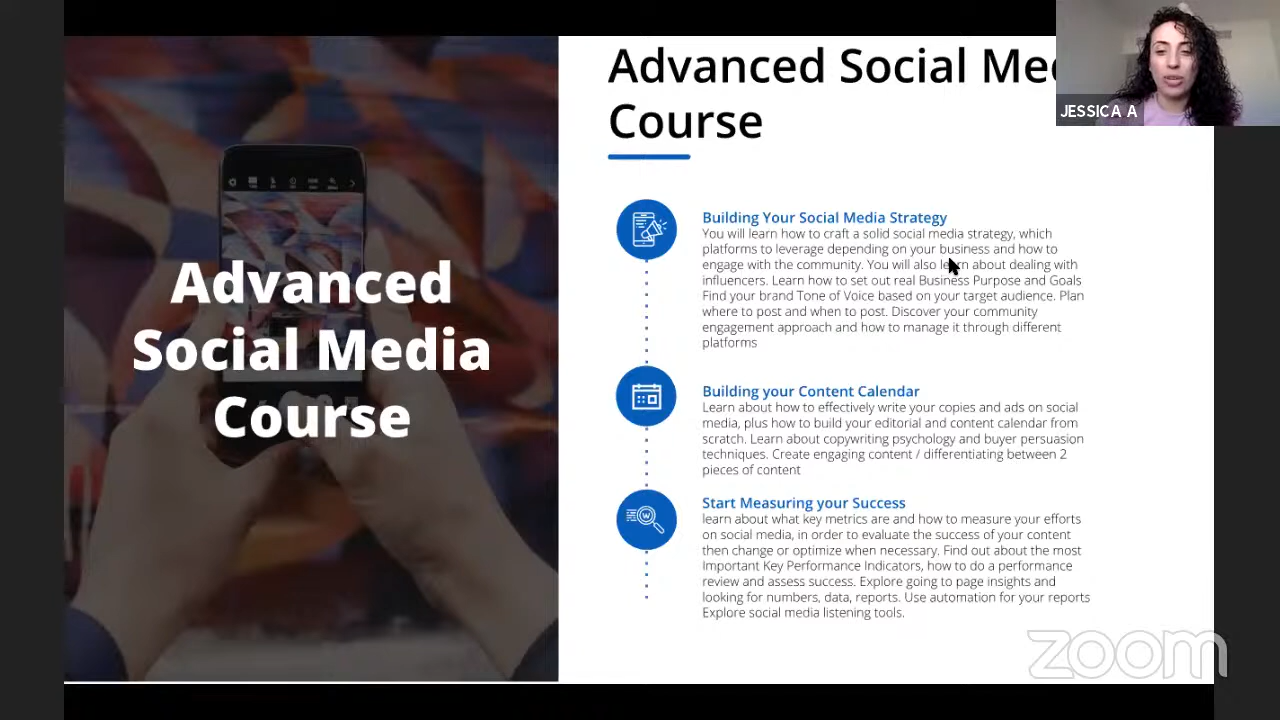 Advanced
Social Media
Course
Advanced Social Me
Course
JESSICA A
Building Your Social Media Strategy
You will learn how to craft a solid social media strategy, which
platforms to leverage depending on your business and how to
engage with the community. You will also learn about dealing with
influencers. Learn how to set out real Business Purpose and Goals
Find your brand Tone of Voice based on your target audience. Plan
where to post and when to post. Discover your community
engagement approach and how to manage it through different
platforms
Building your Content Calendar
Learn about how to effectively write your copies and ads on social
media, plus how to build your editorial and content calendar from
scratch. Learn about copywriting psychology and buyer persuasion
techniques. Create engaging content / differentiating between 2
pieces of content
Start Measuring your Success
learn about what key metrics are and how to measure your efforts
on social media, in order to evaluate the success of your content
then change or optimize when necessary. Find out about the most
Important Key Performance Indicators, how to do a performance
review and assess success. Explore going to page insights and
looking for numbers, data, reports. Use automation for your reports
Explore social media listening tools.
zoom